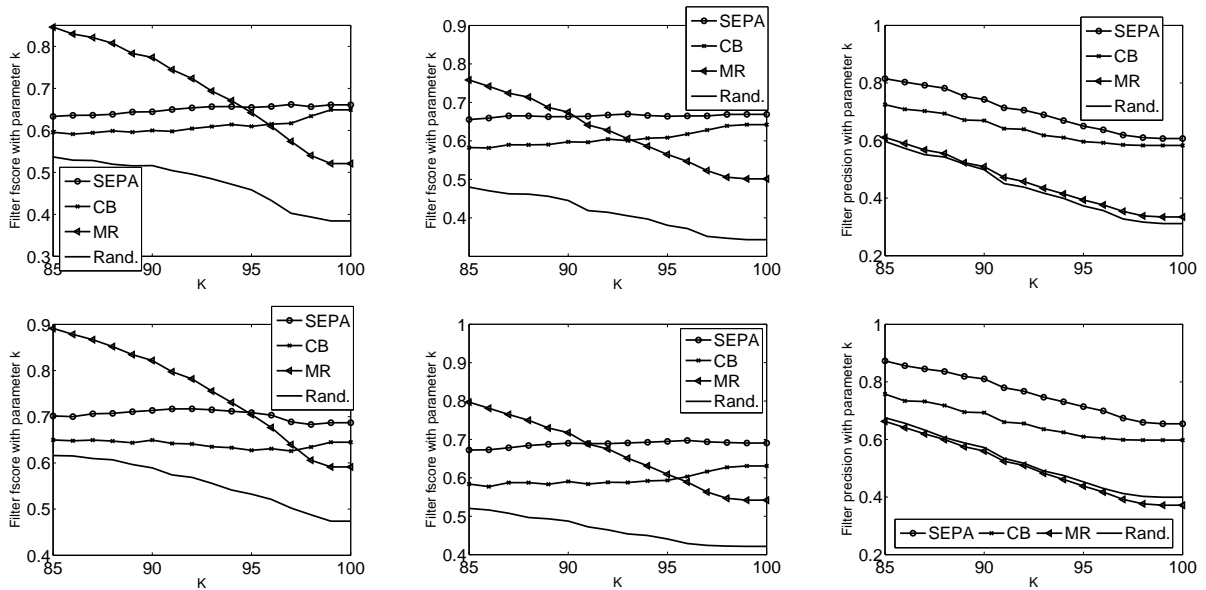 Filter fscore with parameter k
0.8
0.7
0.6
0.5
0.4
0.3
85
90
95
100
K
SEPA
CB
MR
Rand.
Filter fscore with parameter k
0.9
0.8
0.7
0.6
0.5
0.4
85
90
95
100
K
SEPA
CB
MR
Rand.
Filter precision with parameter k
1
0.8
0.6
0.4
0.2
85
90
95
100
K
SEPA
CB
MR
Rand.
Filter fscore with parameter k
0.9
0.8
0.7
0.6
0.5
0.4
85
90
95
100
K
SEPA
CB
MR
Rand.
Filter fscore with parameter k
1
0.9
0.8
0.7
0.6
0.5
0.4
85
90
95
100
K
SEPA
CB
MR
Rand.
Filter precision with parameter k
1
0.8
0.6
0.4
0.2
85
90
95
100
K
SEPA CB MR Rand.